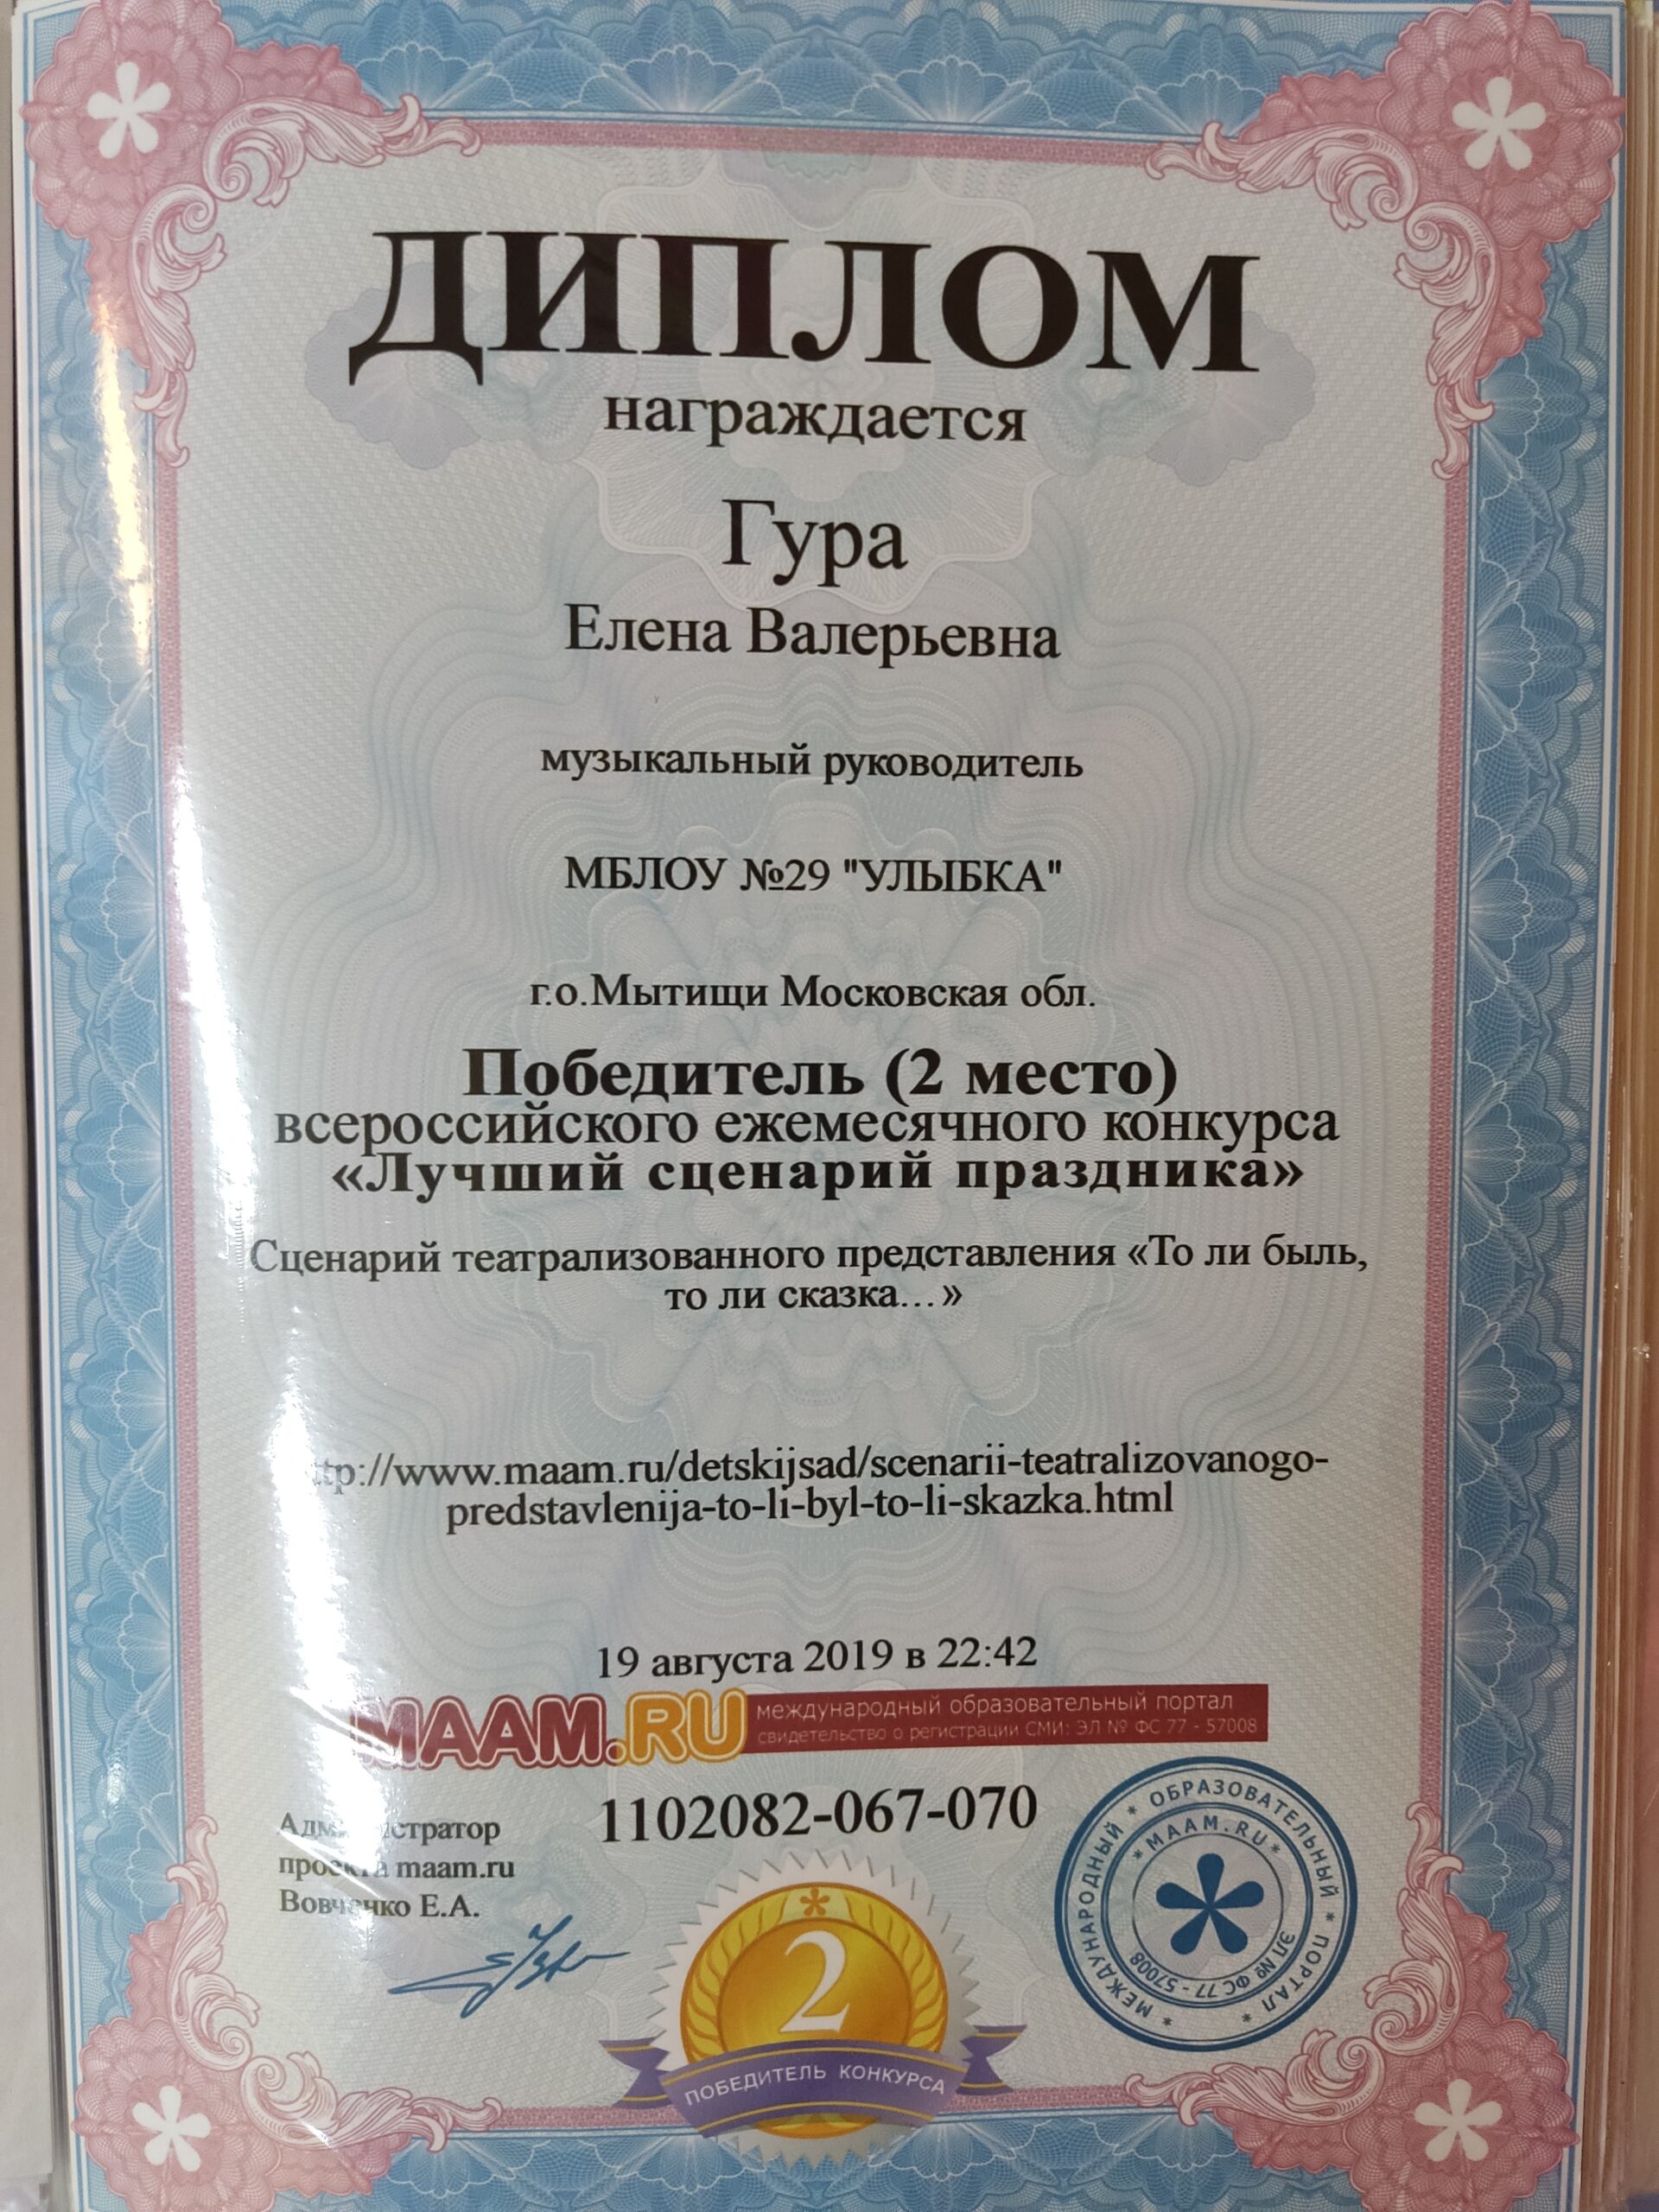 ДИПЛОМ
награждается
Гура
Елена Валерьевна
музыкальный руководитель
МБЛОУ №29 "УЛЫБКА"
г.о.Мытищи Московская обл.
Победитель (2 место)
всероссийского ежемесячного конкурса
«Лучший сценарий праздника»
Сценарий театрализованного представления «То ли быль,
то ли сказка...»
tp://www.maam.ru/detskijsad/scenarii-teatralizovanogo-
predstavlenija-to-li-byl-to-li-skazka.html
19 августа 2019 в 22:42
MAAM.RU международный образовательный портал
свидетельство о регистрации СМИ: ЭЛ № ФС 77 - 57008
1102082-067-070
Администратор
проекта maam.ru
Вовченко Е.А.
2
ПОБЕДИТЕЛЬ КОНКУРСА
* МЕЖДУНАРОДНЫЙ * ОБРАЗОВАТЕЛЬНЫЙ * ПОРТАЛ *
*MAAM.RU*
ЭЛ № ФС 77 - 57008